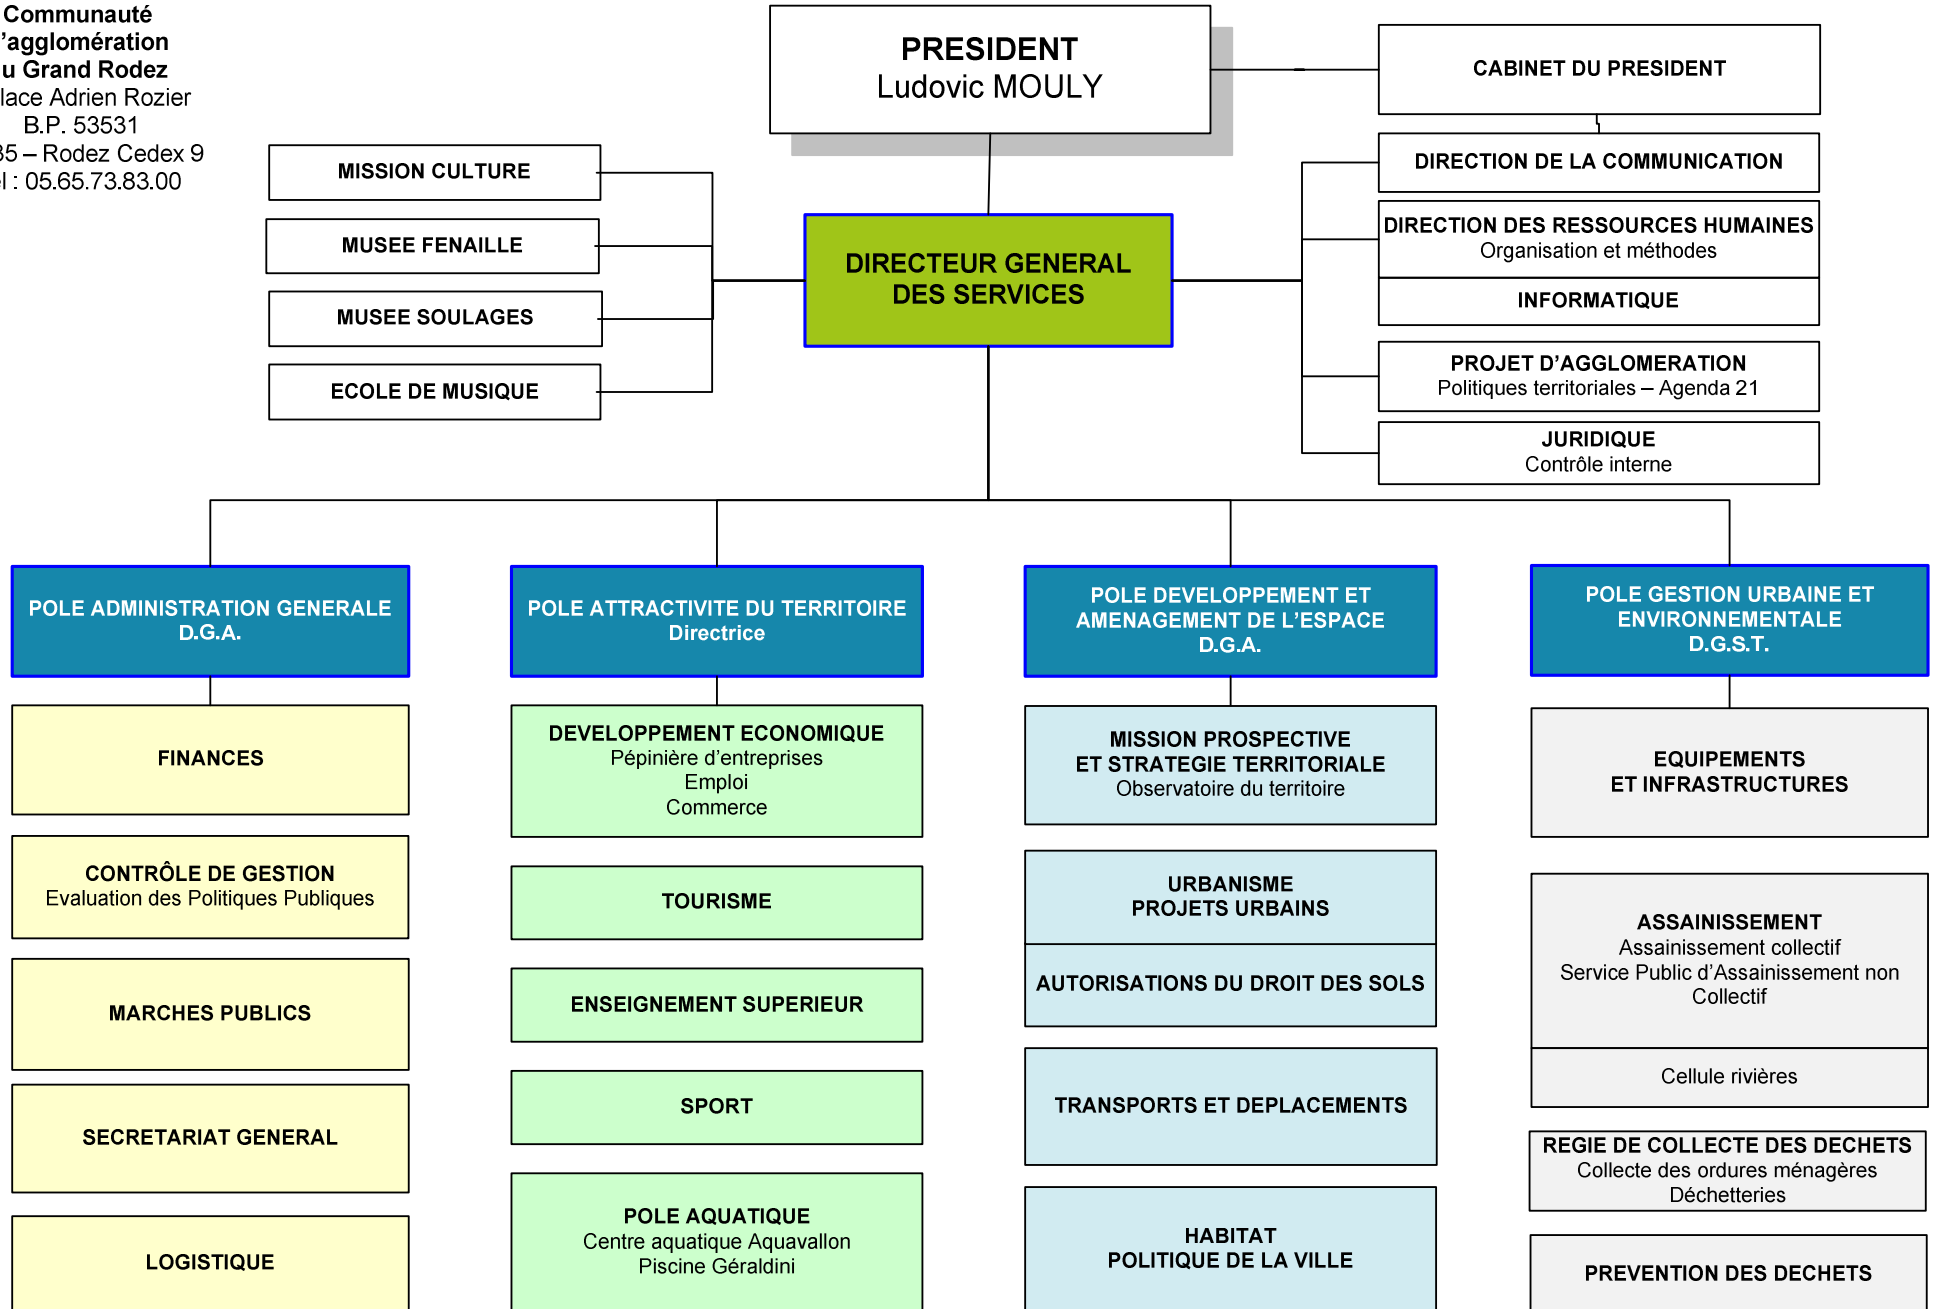 Communauté
'agglomération
u Grand Rodez
lace Adrien Rozier
B.P. 53531
35 – Rodez Cedex 9
él : 05.65.73.83.00
PRESIDENT
Ludovic MOULY
CABINET DU PRESIDENT
DIRECTION DE LA COMMUNICATION
DIRECTION DES RESSOURCES HUMAINES
Organisation et méthodes
INFORMATIQUE
PROJET D'AGGLOMERATION
Politiques territoriales – Agenda 21
JURIDIQUE
Contrôle interne
MISSION CULTURE
MUSEE FENAILLE
MUSEE SOULAGES
ECOLE DE MUSIQUE
DIRECTEUR GENERAL
DES SERVICES
POLE ADMINISTRATION GENERALE
D.G.A.
FINANCES
CONTRÔLE DE GESTION
Evaluation des Politiques Publiques
MARCHES PUBLICS
SECRETARIAT GENERAL
LOGISTIQUE
POLE ATTRACTIVITE DU TERRITOIRE
Directrice
DEVELOPPEMENT ECONOMIQUE
Pépinière d'entreprises
Emploi
Commerce
TOURISME
ENSEIGNEMENT SUPERIEUR
SPORT
POLE AQUATIQUE
Centre aquatique Aquavallon
Piscine Géraldini
POLE DEVELOPPEMENT ET
AMENAGEMENT DE L'ESPACE
D.G.A.
MISSION PROSPECTIVE
ET STRATEGIE TERRITORIALE
Observatoire du territoire
URBANISME
PROJETS URBAINS
AUTORISATIONS DU DROIT DES SOLS
TRANSPORTS ET DEPLACEMENTS
HABITAT
POLITIQUE DE LA VILLE
POLE GESTION URBAINE ET
ENVIRONNEMENTALE
D.G.S.T.
EQUIPEMENTS
ET INFRASTRUCTURES
ASSAINISSEMENT
Assainissement collectif
Service Public d'Assainissement non
Collectif
Cellule rivières
REGIE DE COLLECTE DES DECHETS
Collecte des ordures ménagères
Déchetteries
PREVENTION DES DECHETS